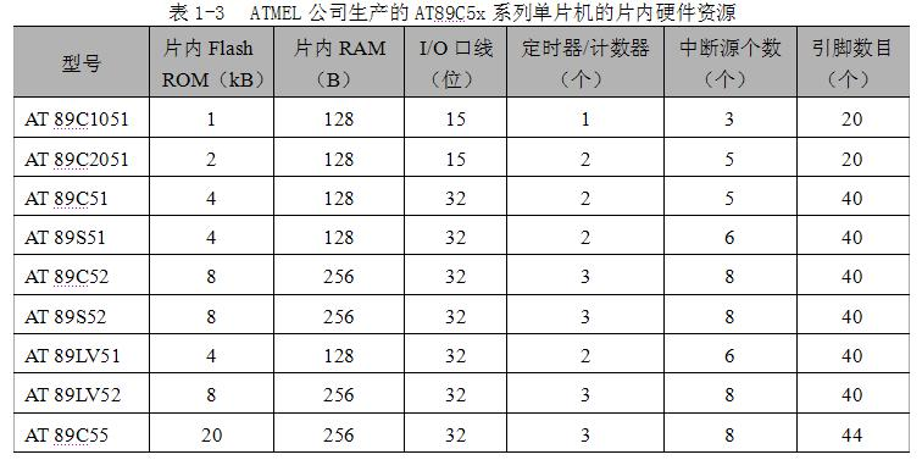 表 1-3 ATMEL 公司生产的 AT89C5x 系列单片机的片内硬件资源
型号 片内 Flash ROM（kB） 片内 RAM（B） I/O 口线（位） 定时器/计数器（个） 中断源个数（个） 引脚数目（个）
AT 89C1051 1 128 15 1 3 20
AT 89C2051 2 128 15 2 5 20
AT 89C51 4 128 32 2 5 40
AT 89S51 4 128 32 2 6 40
AT 89C52 8 256 32 3 8 40
AT 89S52 8 256 32 3 8 40
AT 89LV51 4 128 32 2 6 40
AT 89LV52 8 256 32 3 8 40
AT 89C55 20 256 32 3 8 44